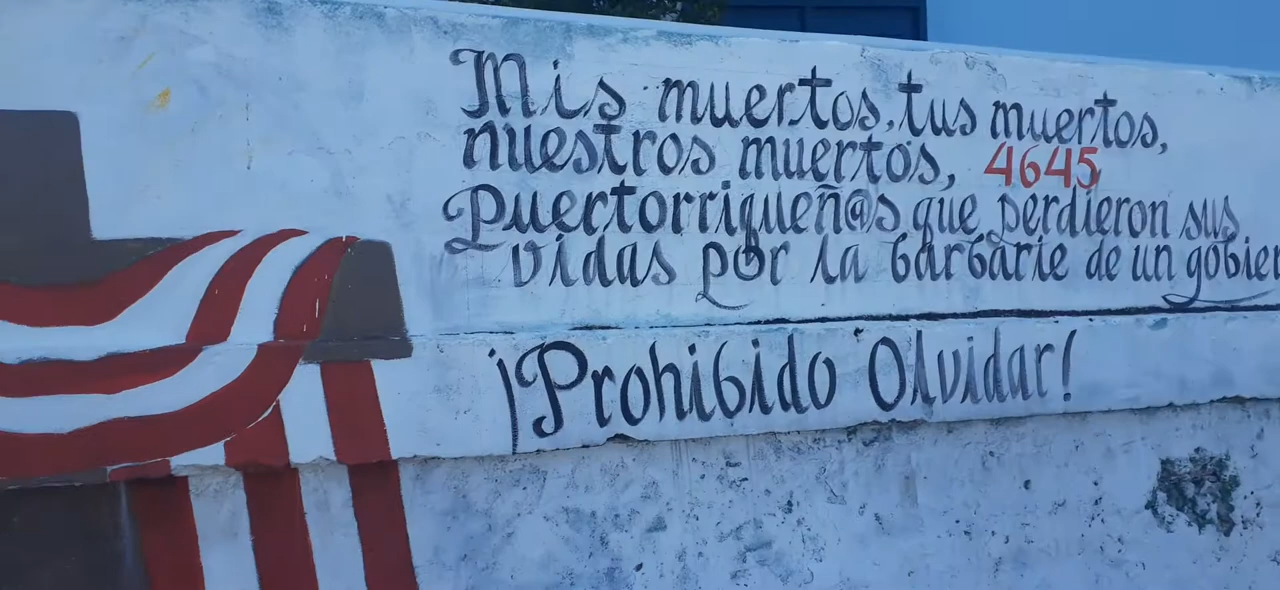 Mis muertos, tus muertos,
nuestros muertos, 4645
Puertorriqueñ@s que perdieron sus
vidas por la barbarie de un gobier
¡Prohibido Olvidar!